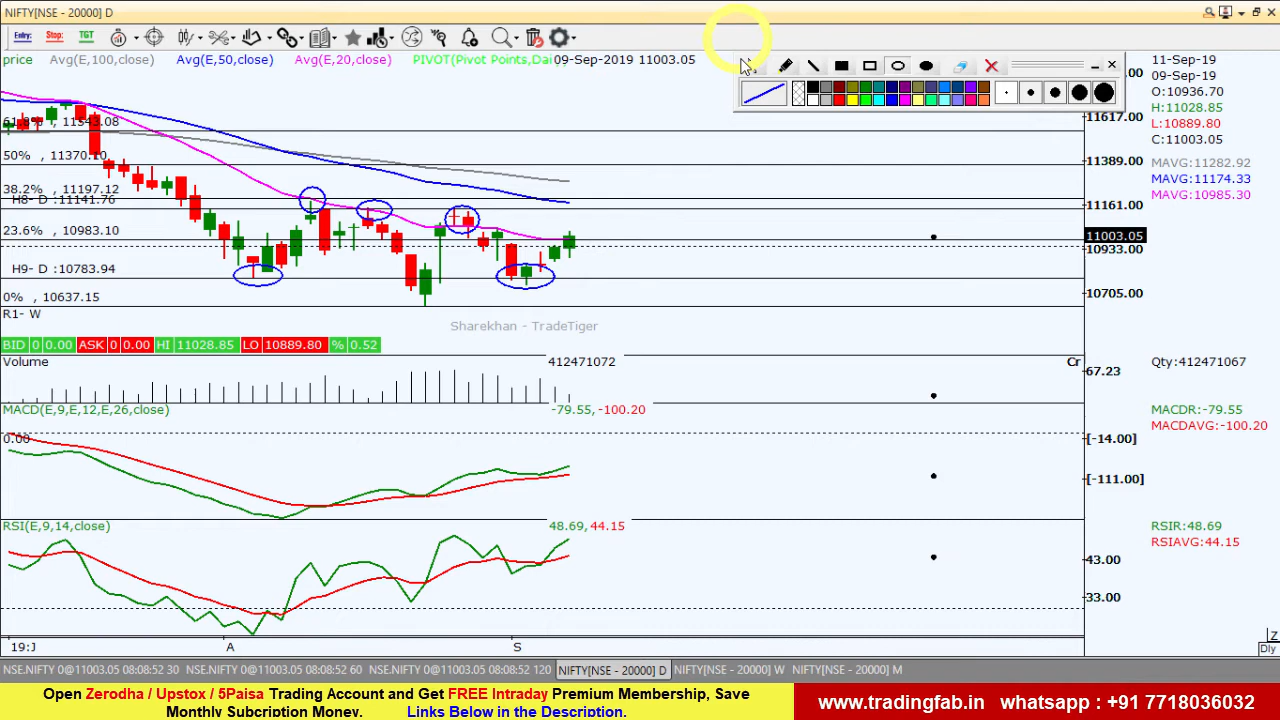 NIFTY[NSE - 20000] D
Entry: Stop: TGT
price Avg(E,100,close) Avg(E,50,close) Avg(E,20,close) PIVOT(Pivot Points,Dai 09-Sep-2019 11003.05
11-Sep-19
09-Sep-19
O:10936.70
H:11028.85
L:10889.80
C:11003.05
MAVG:11282.92
MAVG:11174.33
MAVG:10985.30
11617.00
11389.00
11161.00
11003.05
10933.00
10705.00
61.8% , 11543.08
50% , 11370.10
38.2% , 11197.12
H8- D : 11141.76
23.6% , 10983.10
H9- D : 10783.94
0% , 10637.15
R1- W
Sharekhan - TradeTiger
BID 0 0.00 ASK 0 0.00 HI 11028.85 LO 10889.80 % 0.52
Volume 412471072 Cr 67.23 Qty:412471067
MACD(E,9,E,12,E,26,close) -79.55, -100.20 MACDR:-79.55
MACDAVG:-100.20
0.00 [-14.00]
[-111.00]
RSI(E,9,14,close) 48.69, 44.15 RSIR:48.69
RSIAVG:44.15
43.00
33.00
19:J A S Z
Dly
NSE.NIFTY 0@11003.05 08:08:52 30 NSE.NIFTY 0@11003.05 08:08:52 60 NSE.NIFTY 0@11003.05 08:08:52 120 NIFTY[NSE - 20000] D NIFTY[NSE - 20000] W NIFTY[NSE - 20000] M
Open Zerodha / Upstox / 5Paisa Trading Account and Get FREE Intraday Premium Membership, Save
Monthly Subcription Money. Links Below in the Description.
www.tradingfab.in whatsapp : +91 7718036032